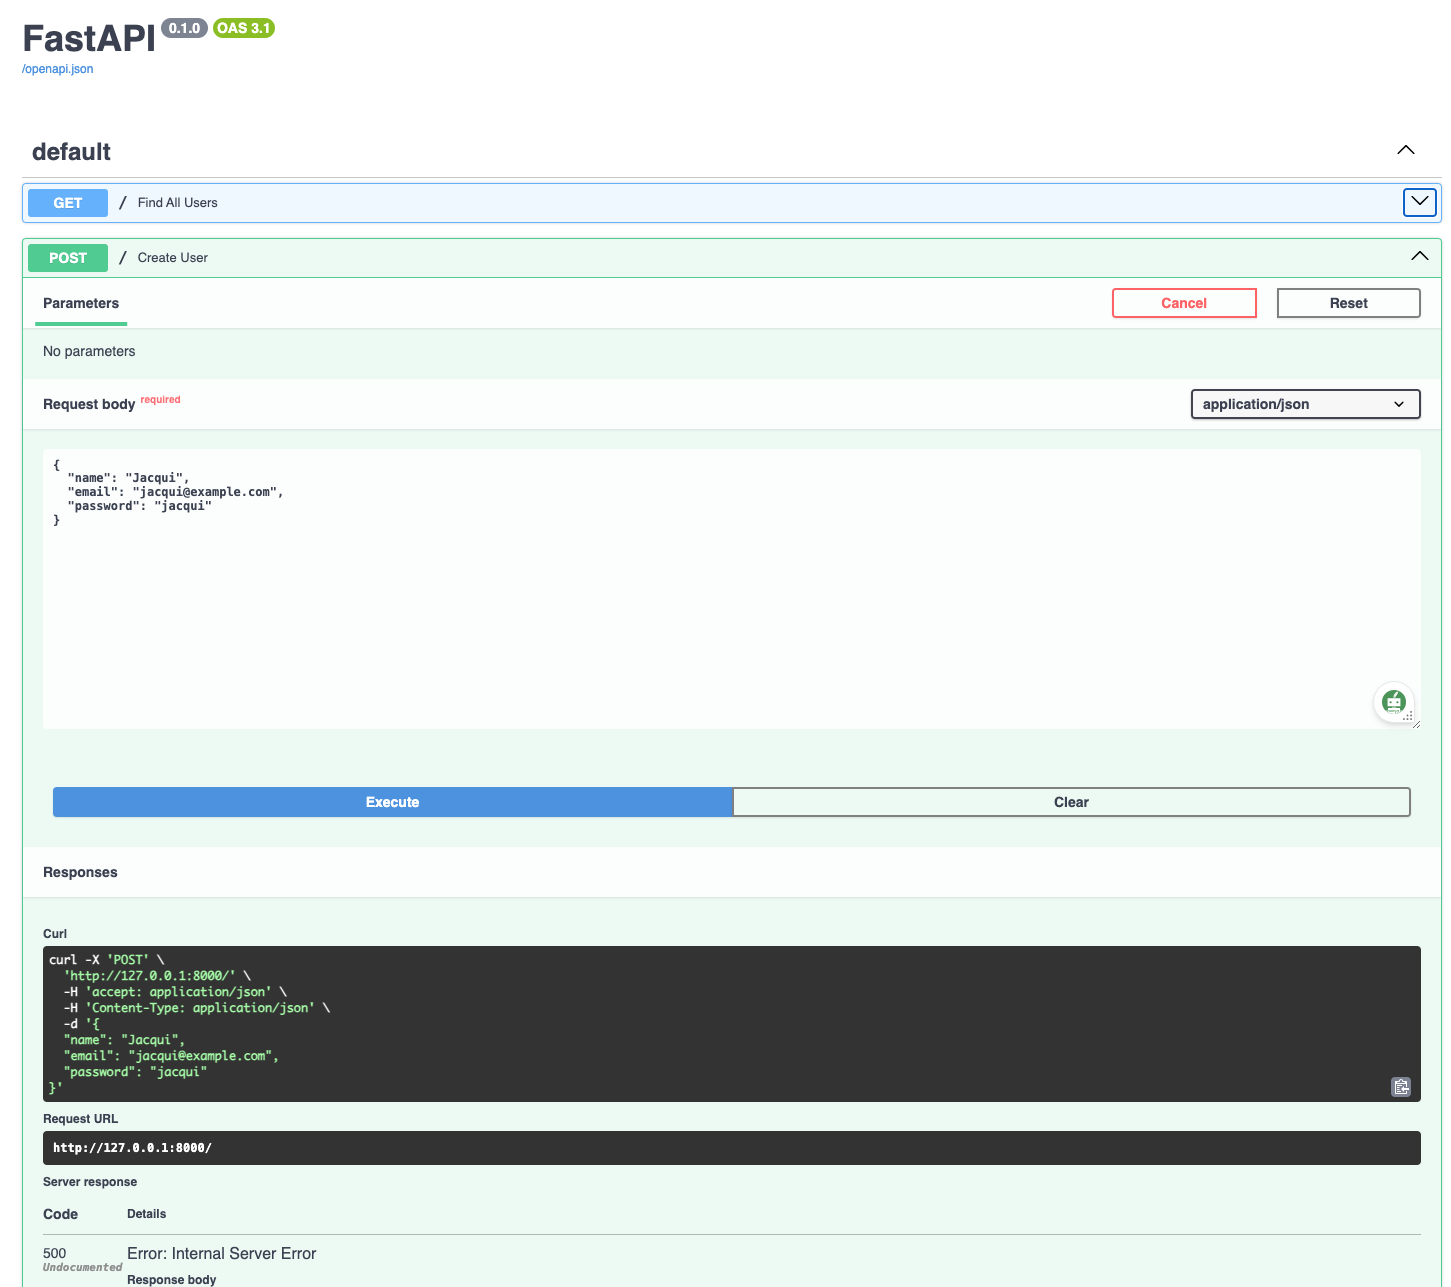 FastAPI 0.1.0 OAS 3.1
/openapi.json
default
GET / Find All Users
POST / Create User
Parameters Cancel Reset
No parameters
Request body required application/json
{
  "name": "Jacqui",
  "email": "jacqui@example.com",
  "password": "jacqui"
}
Execute Clear
Responses
Curl
curl -X 'POST' \
  'http://127.0.0.1:8000/' \
  -H 'accept: application/json' \
  -H 'Content-Type: application/json' \
  -d '{
  "name": "Jacqui",
  "email": "jacqui@example.com",
  "password": "jacqui"
}'
Request URL
http://127.0.0.1:8000/
Server response
Code Details
500 Error: Internal Server Error
Undocumented
Response body